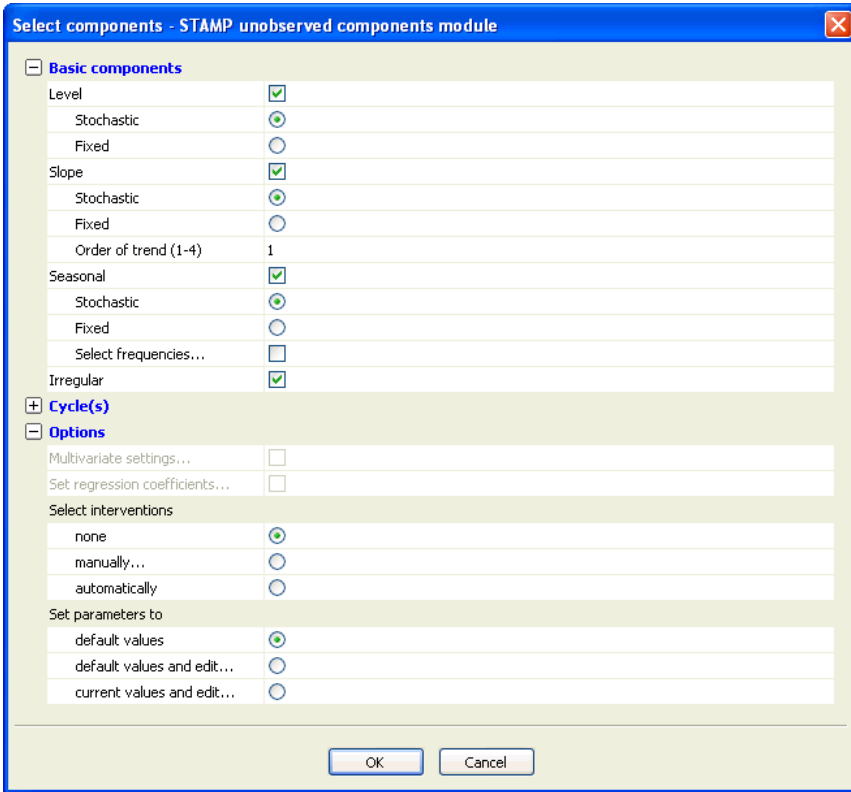 Select components - STAMP unobserved components module
Basic components
Level
Stochastic
Fixed
Slope
Stochastic
Fixed
Order of trend (1-4) 1
Seasonal
Stochastic
Fixed
Select frequencies...
Irregular
Cycle(s)
Options
Multivariate settings...
Set regression coefficients...
Select interventions
none
manually...
automatically
Set parameters to
default values
default values and edit...
current values and edit...
OK Cancel